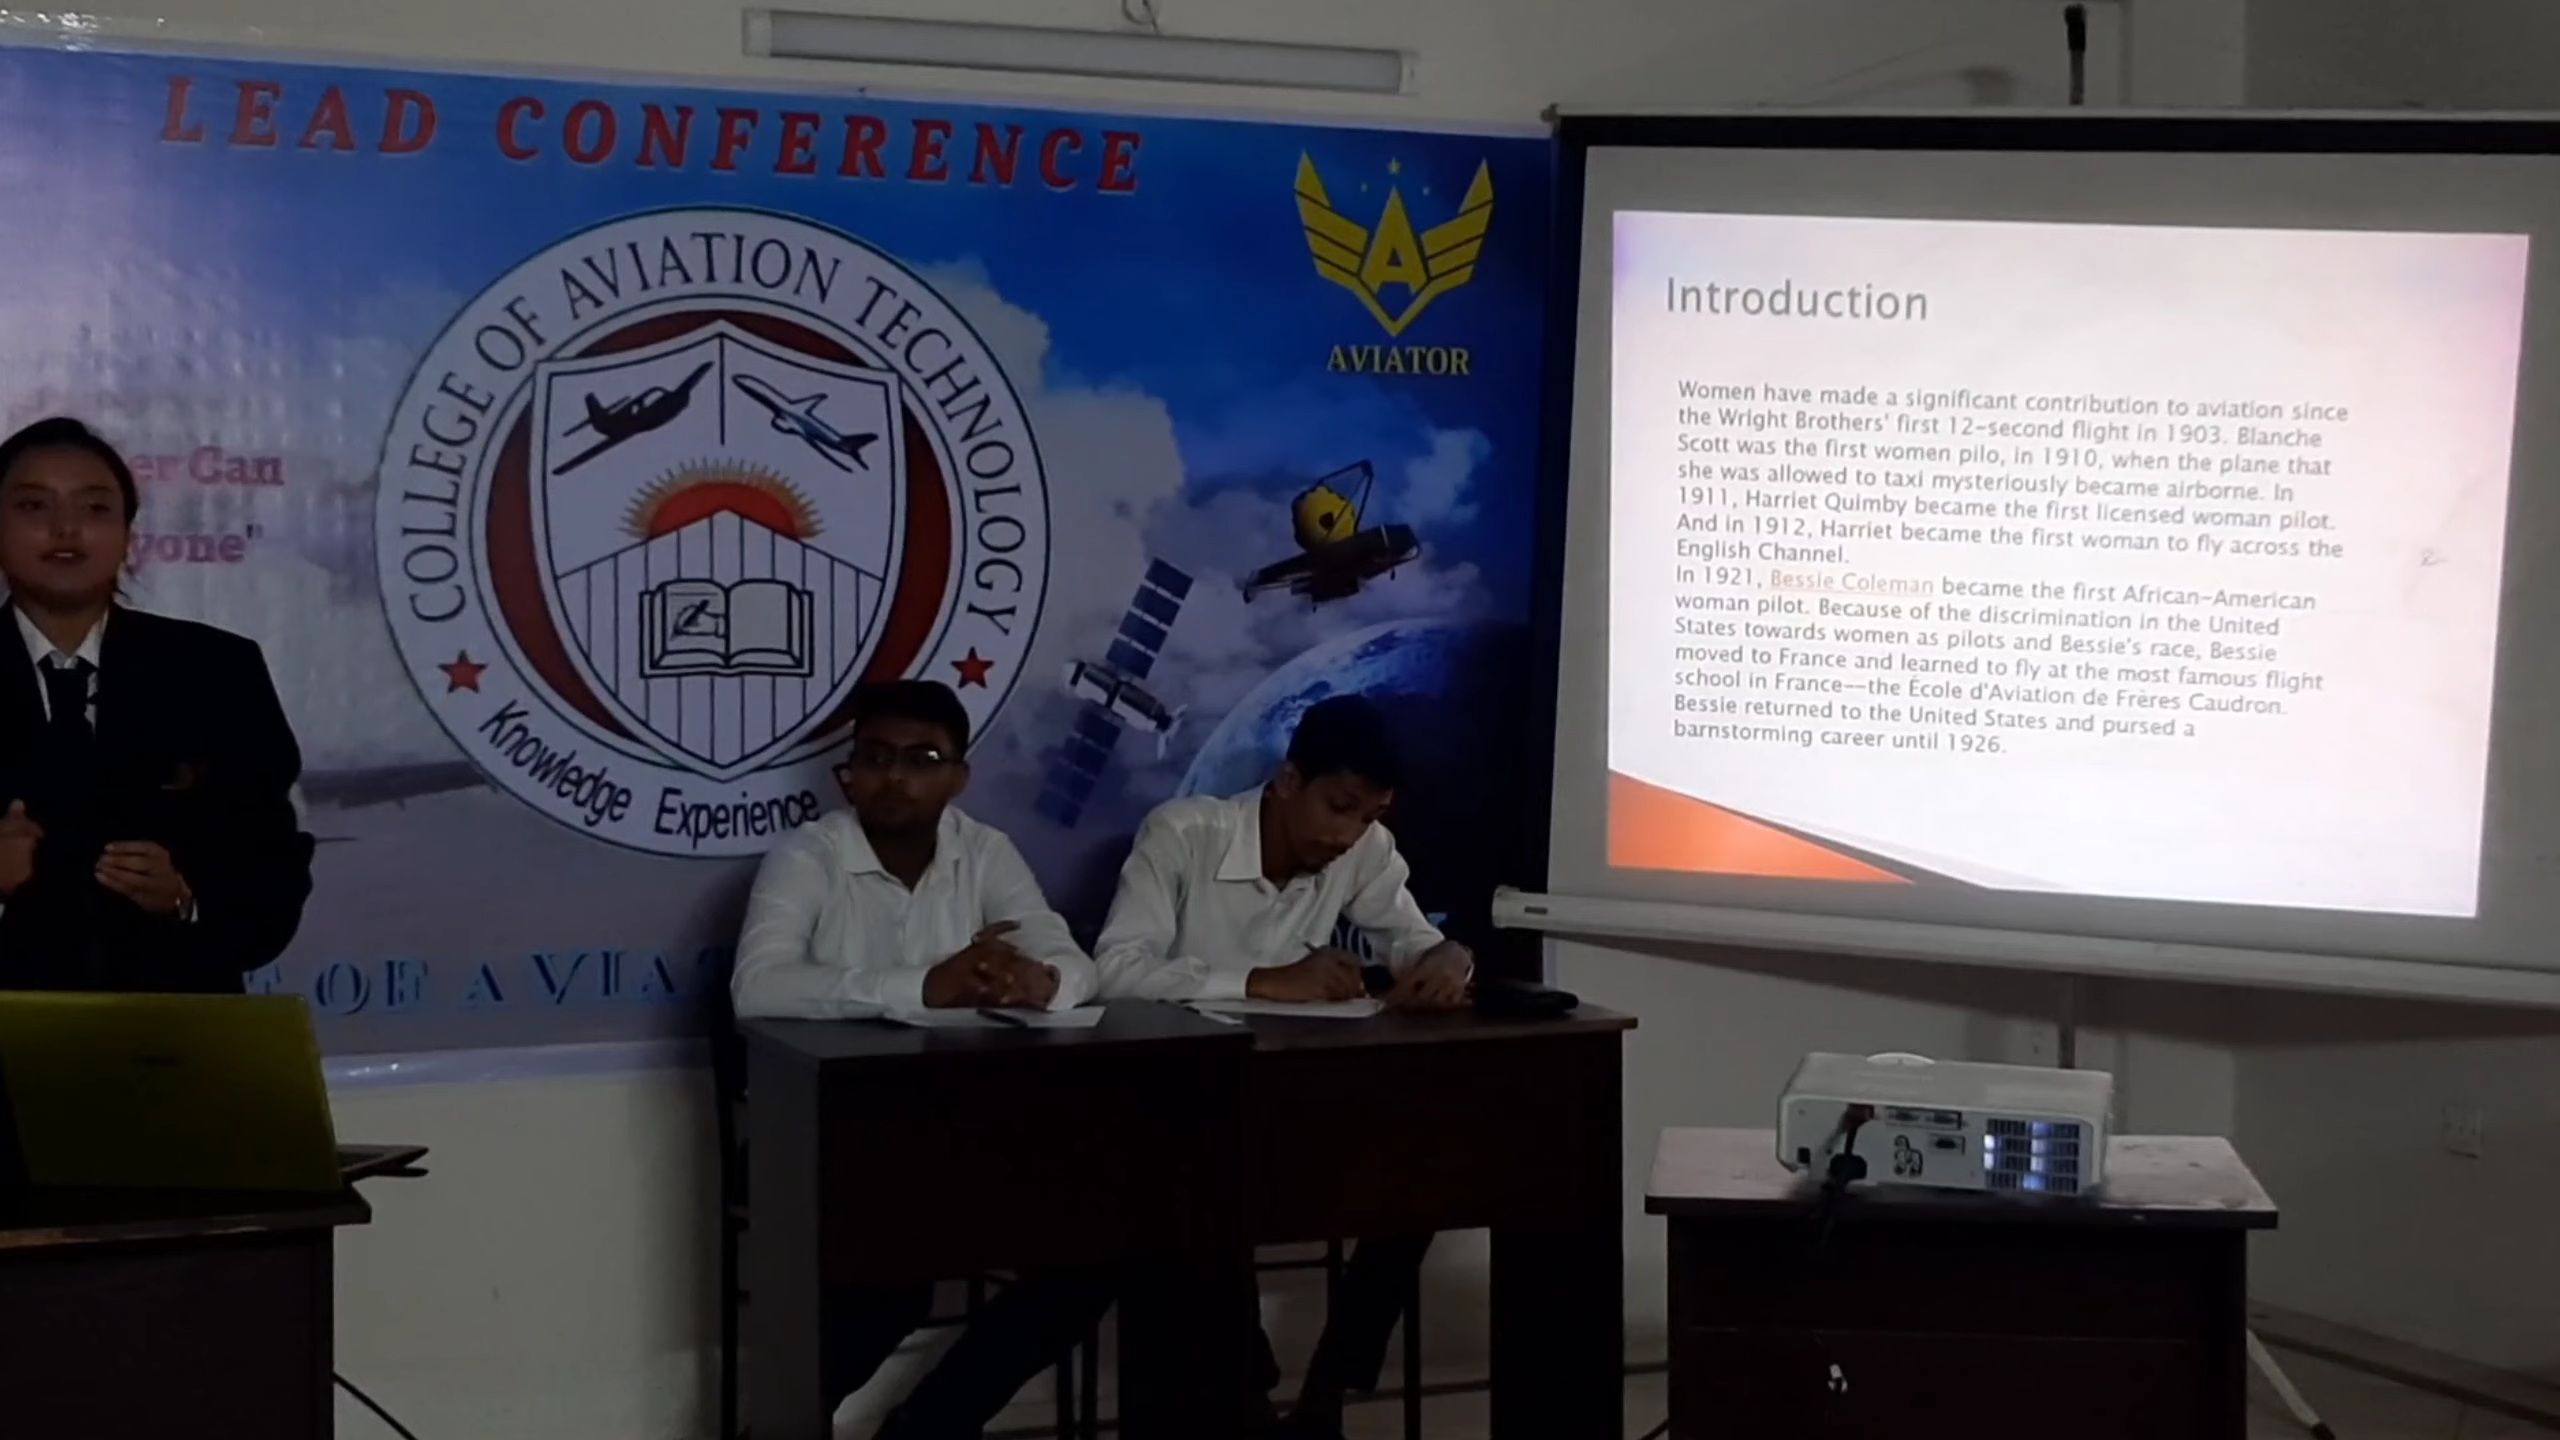 LEAD CONFERENCE
COLLEGE OF AVIATION TECHNOLOGY
Knowledge Experience
A
AVIATOR
er Can
yone"
OF AVIAT
Introduction
Women have made a significant contribution to aviation since
the Wright Brothers' first 12-second flight in 1903. Blanche
Scott was the first women pilo, in 1910, when the plane that
she was allowed to taxi mysteriously became airborne. In
1911, Harriet Quimby became the first licensed woman pilot.
And in 1912, Harriet became the first woman to fly across the
English Channel.
In 1921, Bessie Coleman became the first African-American
woman pilot. Because of the discrimination in the United
States towards women as pilots and Bessie's race, Bessie
moved to France and learned to fly at the most famous flight
school in France--the École d'Aviation de Frères Caudron.
Bessie returned to the United States and pursed a
barnstorming career until 1926.